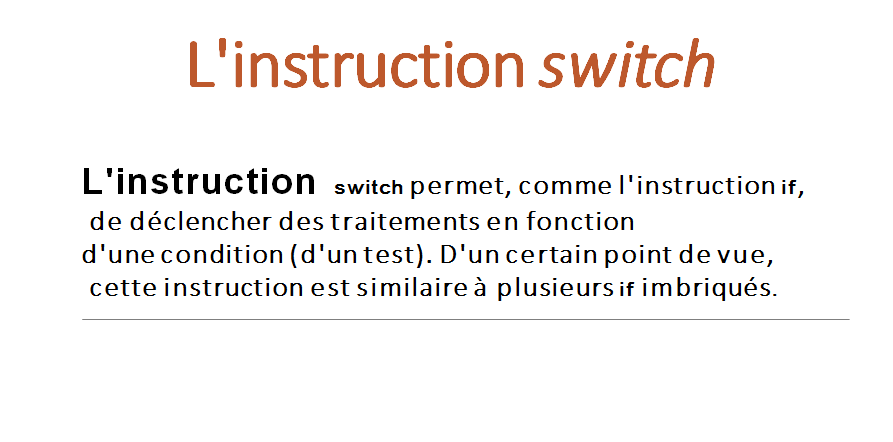 L'instruction switch
L'instruction switch permet, comme l'instruction if,
de déclencher des traitements en fonction
d'une condition (d'un test). D'un certain point de vue,
cette instruction est similaire à plusieurs if imbriqués.